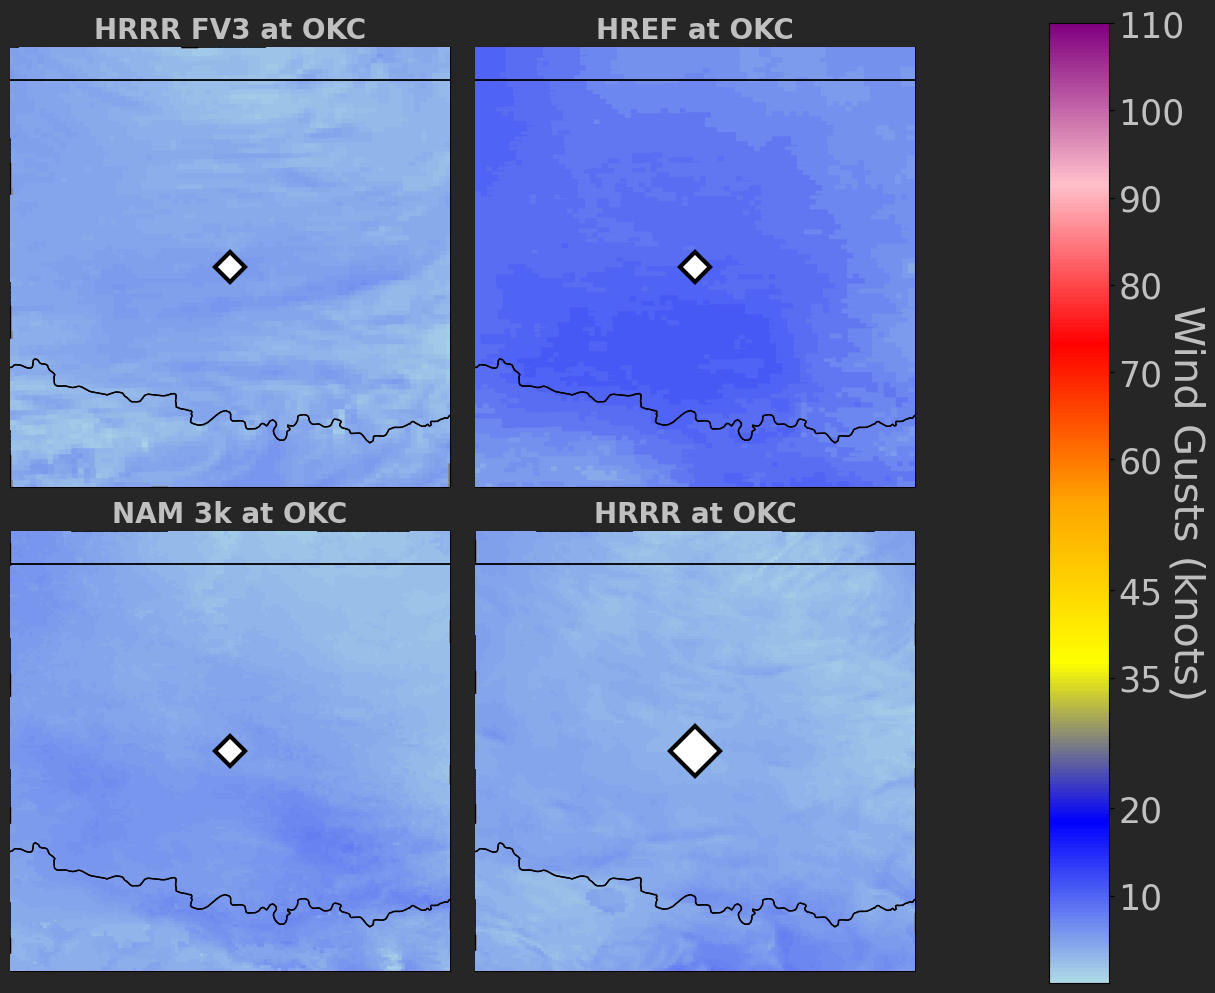 HRRR FV3 at OKC
HREF at OKC
NAM 3k at OKC
HRRR at OKC
110
100
90
80
70
60
45
35
20
10
Wind Gusts (knots)